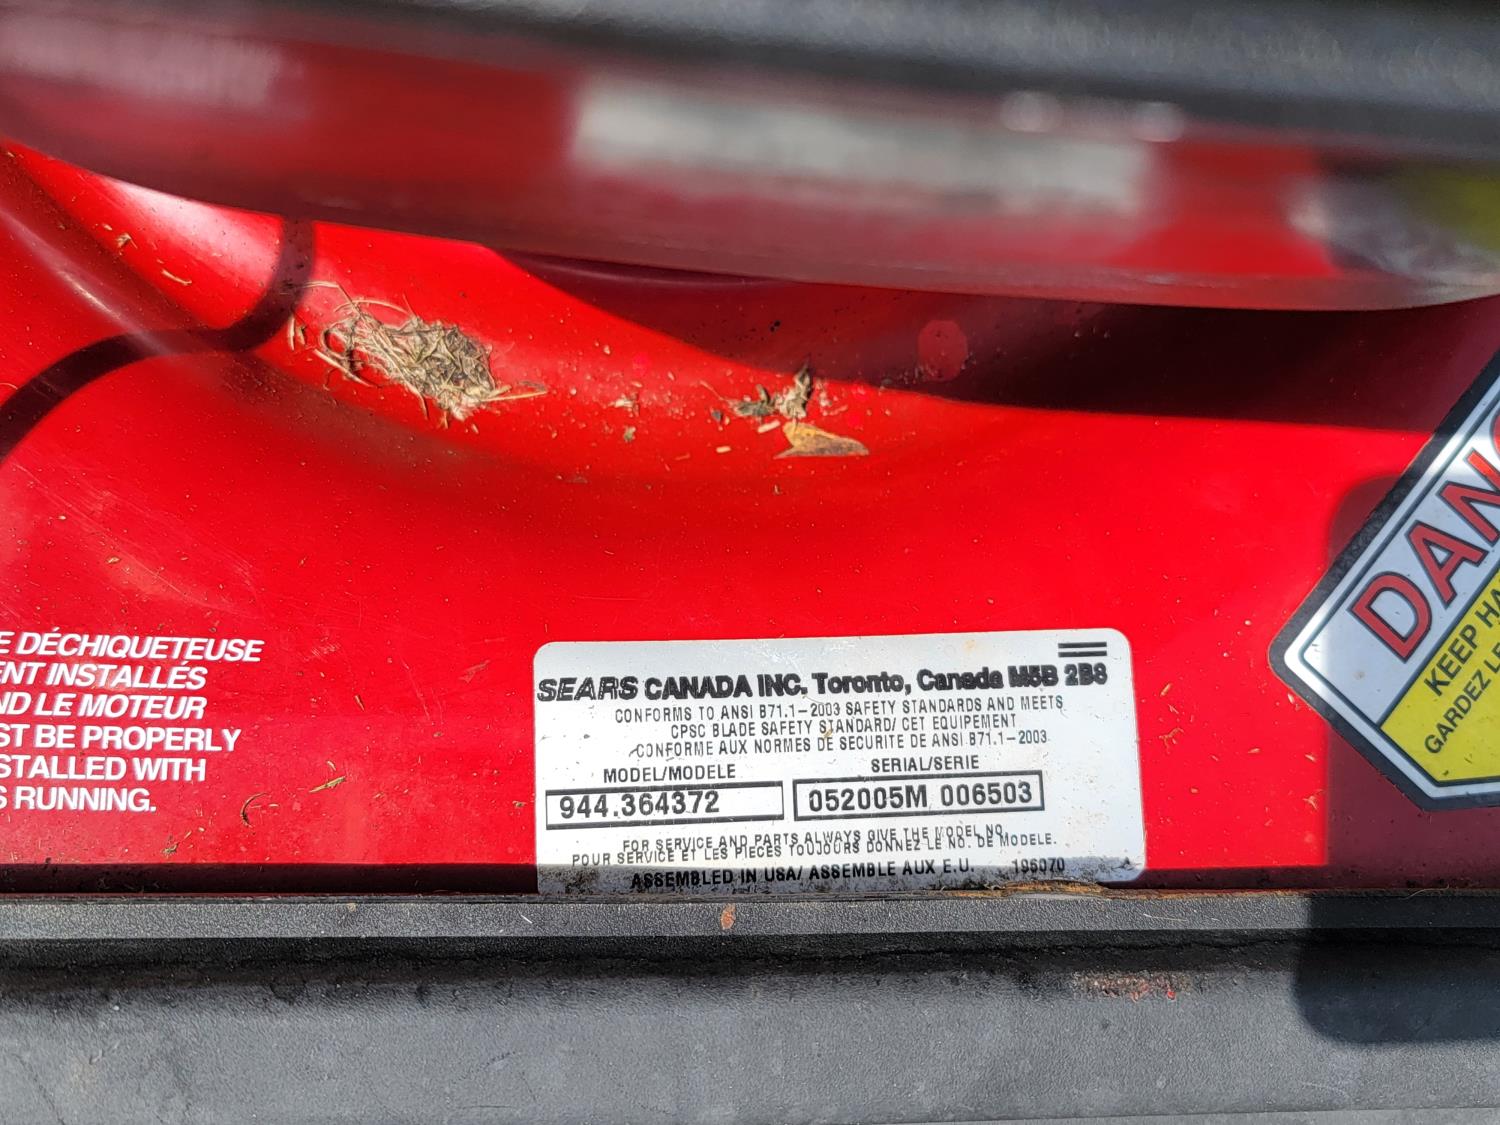 E DÉCHIQUETEUSE
ENT INSTALLÉS
ND LE MOTEUR
ST BE PROPERLY
STALLED WITH
S RUNNING.
SEARS CANADA INC. Toronto, Canada M5B 2B8
CONFORMS TO ANSI B71.1-2003 SAFETY STANDARDS AND MEETS
CPSC BLADE SAFETY STANDARD/ CET EQUIPEMENT
CONFORME AUX NORMES DE SECURITE DE ANSI B71.1-2003
MODEL/MODELE SERIAL/SERIE
944.364372 052005M 006503
FOR SERVICE AND PARTS ALWAYS GIVE THE MODEL NO.
POUR SERVICE ET LES PIECES TOUJOURS DONNEZ LE NO. DE MODELE.
ASSEMBLED IN USA/ ASSEMBLE AUX E.U. 196070
DANG
KEEP HA
GARDEZ LE